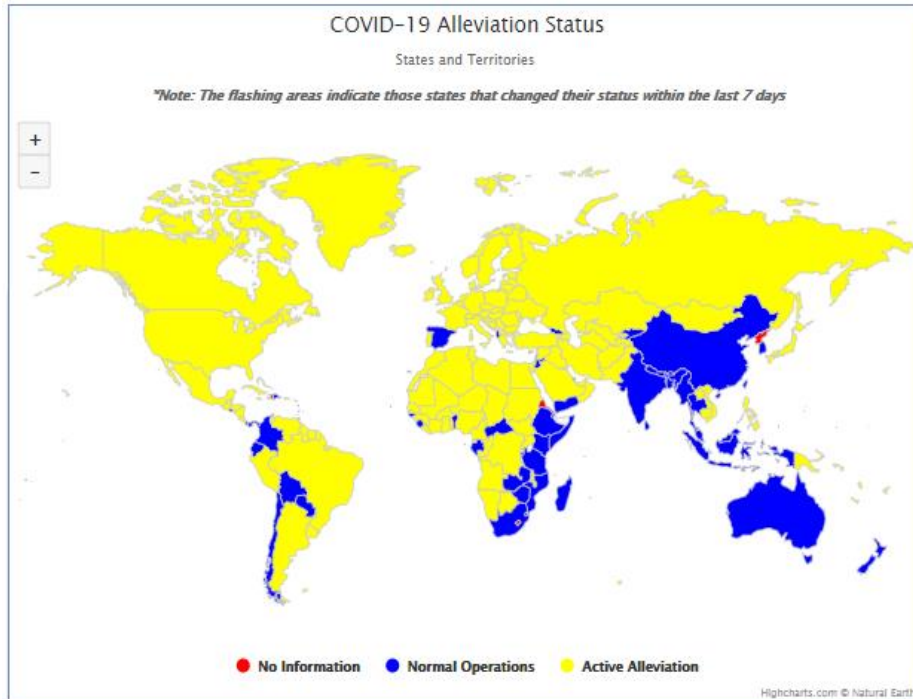 COVID-19 Alleviation Status
States and Territories
*Note: The flashing areas indicate those states that changed their status within the last 7 days
+
−
No Information
Normal Operations
Active Alleviation
Highcharts.com © Natural Earth